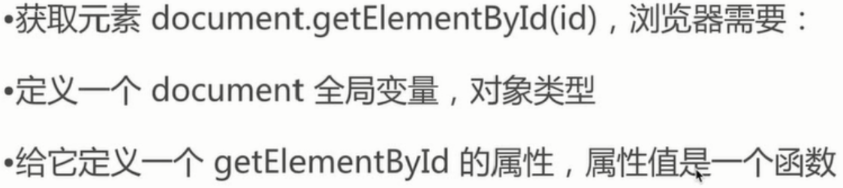 •获取元素 document.getElementById(id)，浏览器需要：
•定义一个 document 全局变量，对象类型
•给它定义一个 getElementById 的属性，属性值是一个函数